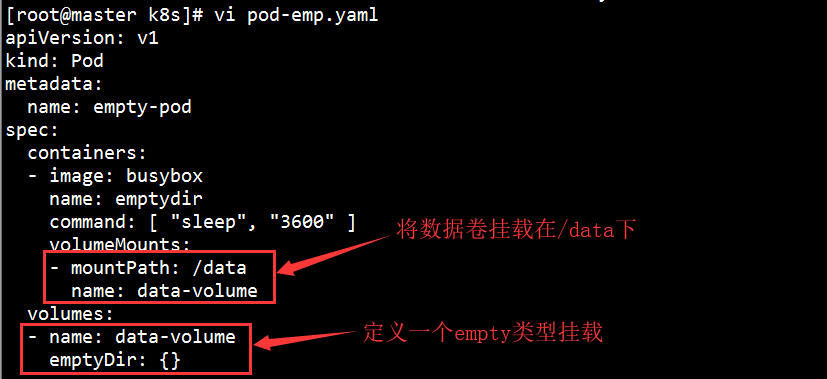 [root@master k8s]# vi pod-emp.yaml
apiVersion: v1
kind: Pod
metadata:
  name: empty-pod
spec:
  containers:
  - image: busybox
    name: emptydir
    command: [ "sleep", "3600" ]
    volumeMounts:
    - mountPath: /data
      name: data-volume
将数据卷挂载在/data下
  volumes:
  - name: data-volume
    emptyDir: {}
定义一个empty类型挂载